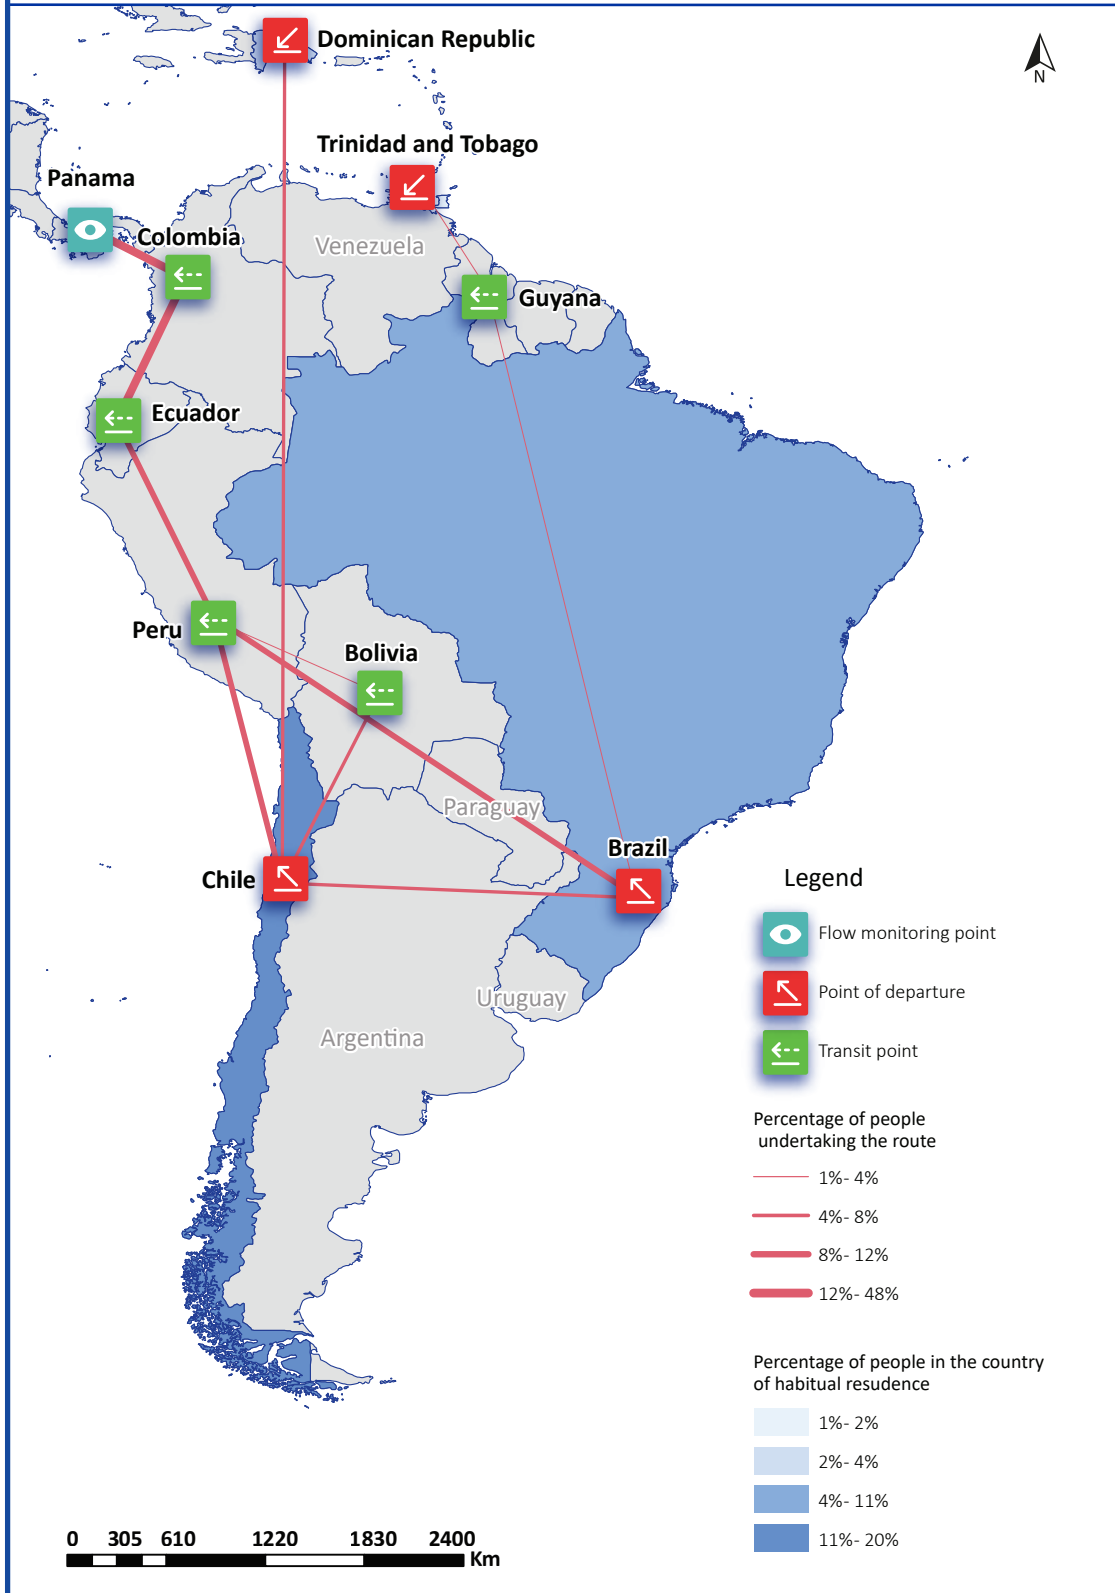 Dominican Republic
N
Trinidad and Tobago
Panama
Colombia
Venezuela
Guyana
Ecuador
Peru
Bolivia
Paraguay
Brazil
Chile
Uruguay
Argentina
Legend
Flow monitoring point
Point of departure
Transit point
Percentage of people
undertaking the route
1%- 4%
4%- 8%
8%- 12%
12%- 48%
Percentage of people in the country
of habitual resudence
1%- 2%
2%- 4%
4%- 11%
11%- 20%
0 305 610 1220 1830 2400
Km